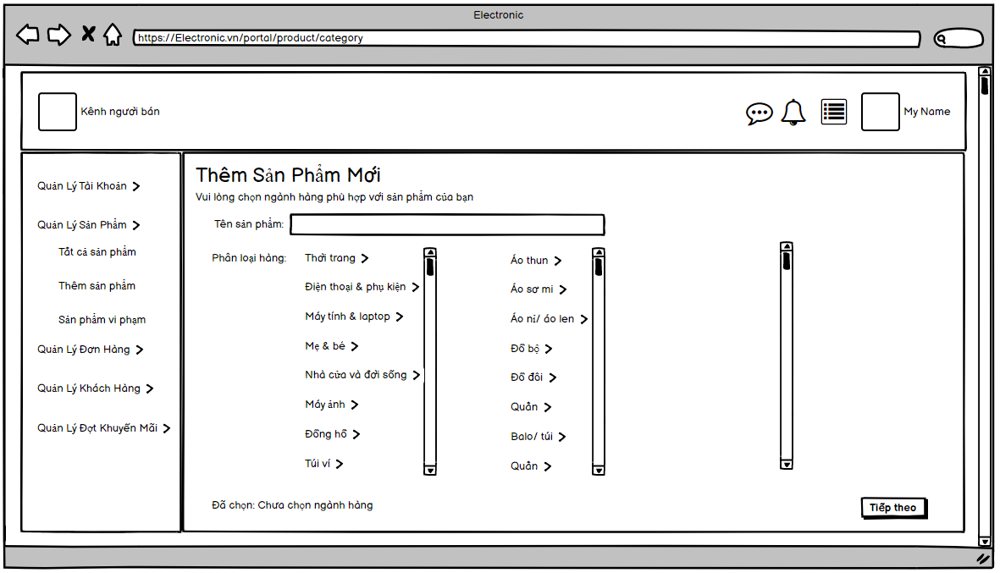 Electronic
https://Electronic.vn/portal/product/category
Kênh người bán
My Name
Quản Lý Tài Khoản
Quản Lý Sản Phẩm
Tất cả sản phẩm
Thêm sản phẩm
Sản phẩm vi phạm
Quản Lý Đơn Hàng
Quản Lý Khách Hàng
Quản Lý Đợt Khuyến Mãi
Thêm Sản Phẩm Mới
Vui lòng chọn ngành hàng phù hợp với sản phẩm của bạn
Tên sản phẩm:
Phân loại hàng:
Thời trang
Điện thoại & phụ kiện
Máy tính & laptop
Mẹ & bé
Nhà cửa và đời sống
Máy ảnh
Đồng hồ
Túi ví
Áo thun
Áo sơ mi
Áo nỉ/ áo len
Đồ bộ
Đồ đôi
Quần
Balo/ túi
Quần
Đã chọn: Chưa chọn ngành hàng
Tiếp theo